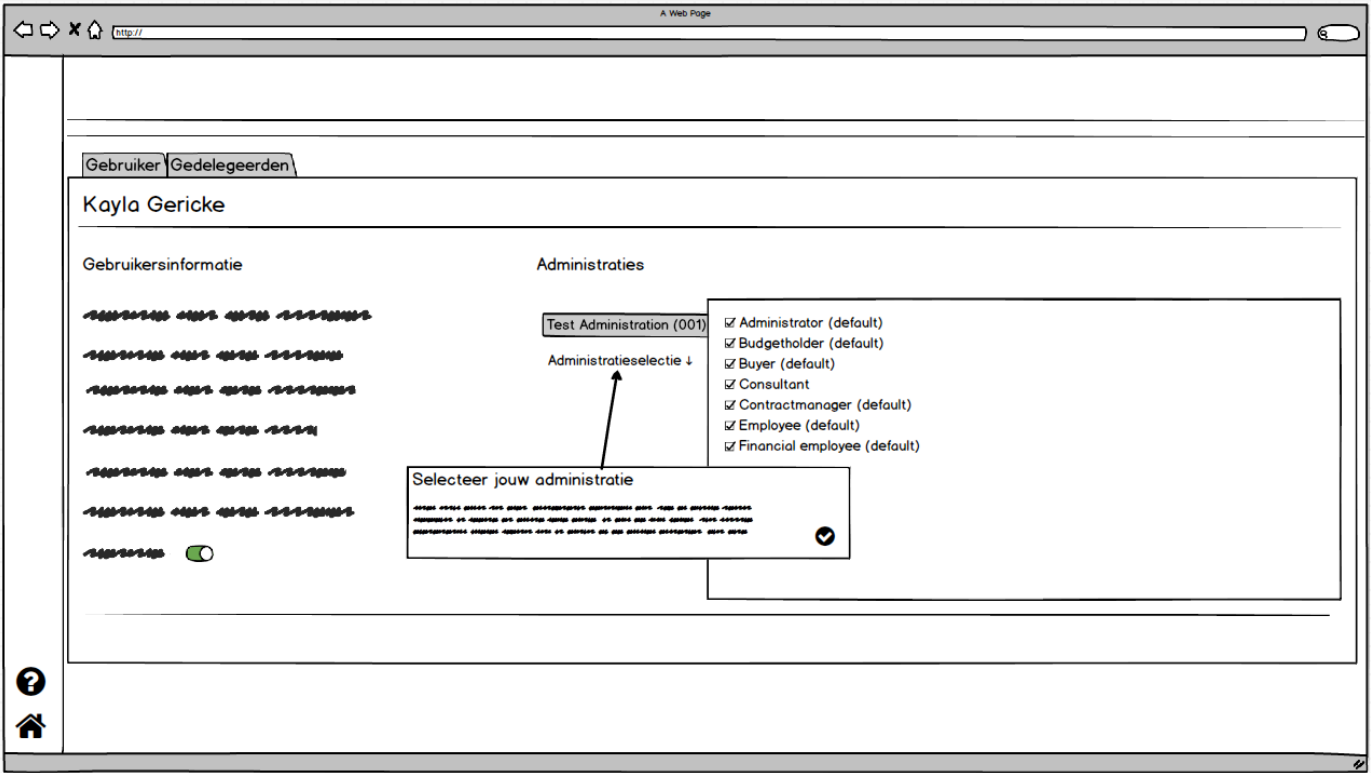 A Web Page
http://
Gebruiker Gedelegeerden
Kayla Gericke
Gebruikersinformatie
Administraties
Test Administration (001)
Administratieselectie ↓
Administrator (default)
Budgetholder (default)
Buyer (default)
Consultant
Contractmanager (default)
Employee (default)
Financial employee (default)
Selecteer jouw administratie